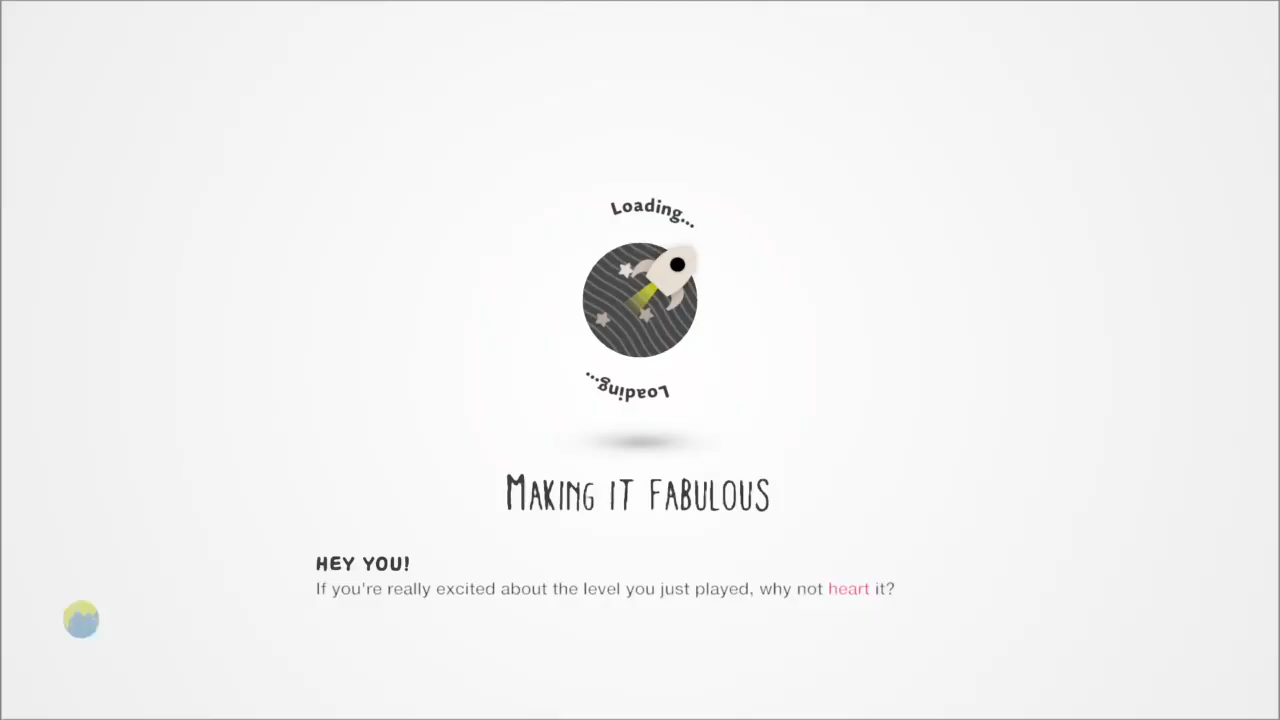 Loading...
Loading...
Making it fabulous
HEY YOU!
If you're really excited about the level you just played, why not heart it?